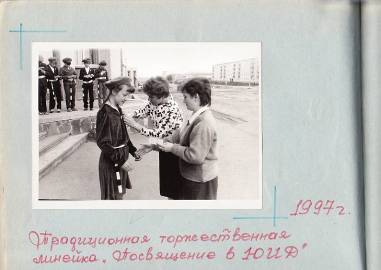 1997г.
Традиционная торжественная
линейка „Посвящение в ЮИД"